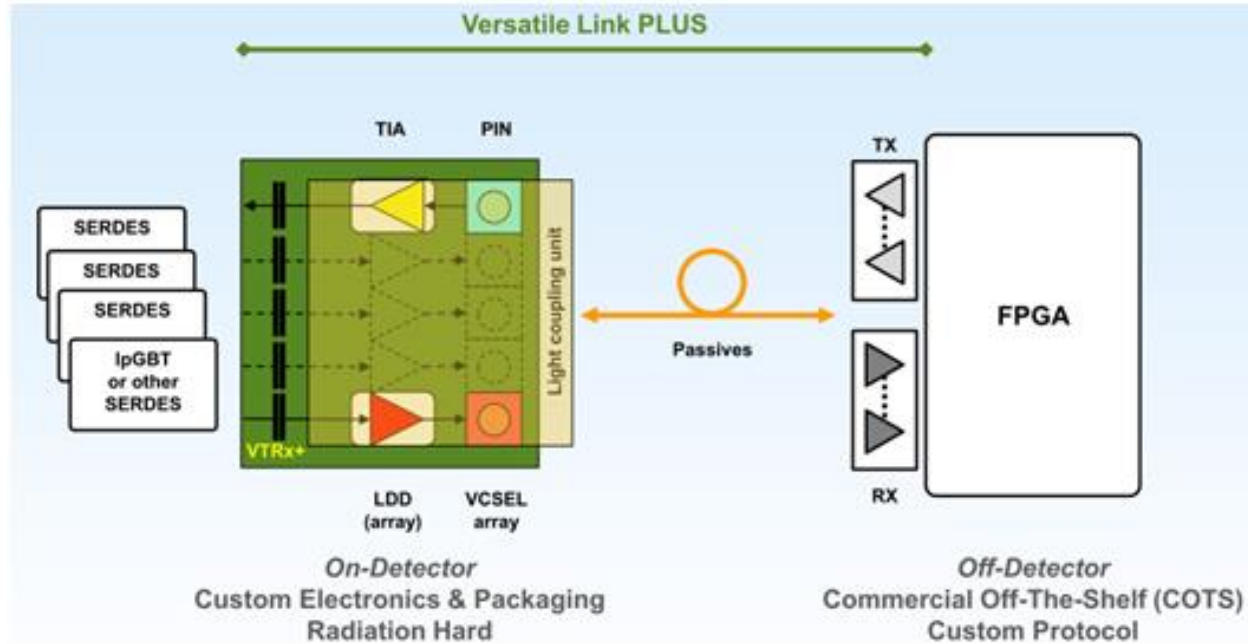 Versatile Link PLUS
TIA
PIN
TX
SERDES
SERDES
SERDES
lpGBT
or other
SERDES
Light coupling unit
Passives
FPGA
VTRx+
LDD
(array)
VCSEL
array
RX
On-Detector
Custom Electronics & Packaging
Radiation Hard
Off-Detector
Commercial Off-The-Shelf (COTS)
Custom Protocol